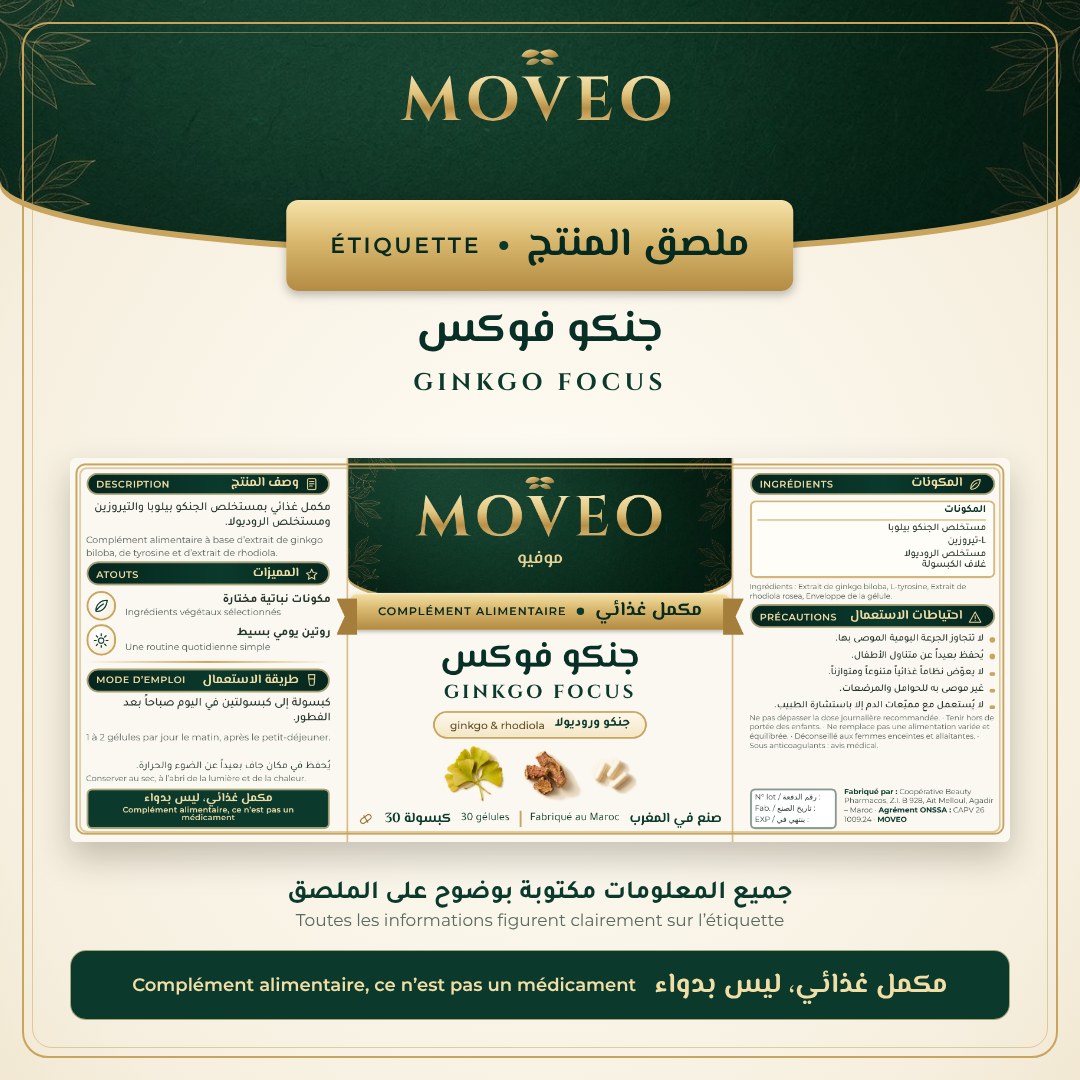 MOVEO
ÉTIQUETTE • ملصق المنتج
جنكو فوكس
GINKGO FOCUS
DESCRIPTION وصف المنتج
مكمل غذائي بمستخلص الجنكو بيلوبا والتيروزين
ومستخلص الروديولا.
Complément alimentaire à base d’extrait de ginkgo
biloba, de tyrosine et d’extrait de rhodiola.
ATOUTS المميزات
مكونات نباتية مختارة
Ingrédients végétaux sélectionnés
روتين يومي بسيط
Une routine quotidienne simple
MODE D’EMPLOI طريقة الاستعمال
كبسولة إلى كبسولتين في اليوم صباحاً بعد
الفطور.
1 à 2 gélules par jour le matin, après le petit-déjeuner.
يُحفظ في مكان جاف بعيداً عن الضوء والحرارة.
Conserver au sec, à l’abri de la lumière et de la chaleur.
مكمل غذائي، ليس بدواء
Complément alimentaire, ce n’est pas un
médicament
MOVEO
موفيو
COMPLÉMENT ALIMENTAIRE • مكمل غذائي
جنكو فوكس
GINKGO FOCUS
ginkgo & rhodiola جنكو وروديولا
30 كبسولة 30 gélules | Fabriqué au Maroc صنع في المغرب
INGRÉDIENTS المكونات
المكونات
مستخلص الجنكو بيلوبا
L-تيروزين
مستخلص الروديولا
غلاف الكبسولة
Ingrédients : Extrait de ginkgo biloba, L-tyrosine, Extrait de
rhodiola rosea, Enveloppe de la gélule.
PRÉCAUTIONS احتياطات الاستعمال
لا تتجاوز الجرعة اليومية الموصى بها.
يُحفظ بعيداً عن متناول الأطفال.
لا يعوّض نظاماً غذائياً متنوعاً ومتوازناً.
غير موصى به للحوامل والمرضعات.
لا يُستعمل مع مميّعات الدم إلا باستشارة الطبيب.
Ne pas dépasser la dose journalière recommandée. · Tenir hors de
portée des enfants. · Ne remplace pas une alimentation variée et
équilibrée. · Déconseillé aux femmes enceintes et allaitantes. ·
Sous anticoagulants : avis médical.
N° lot / رقم الدفعة :
Fab. / تاريخ الصنع :
EXP / ينتهي في :
Fabriqué par : Coopérative Beauty
Pharmacos, Z.I. B 928, Ait Melloul, Agadir
– Maroc · Agrément ONSSA : CAPV 26
1009.24 · MOVEO
جميع المعلومات مكتوبة بوضوح على الملصق
Toutes les informations figurent clairement sur l’étiquette
Complément alimentaire, ce n’est pas un médicament مكمل غذائي، ليس بدواء